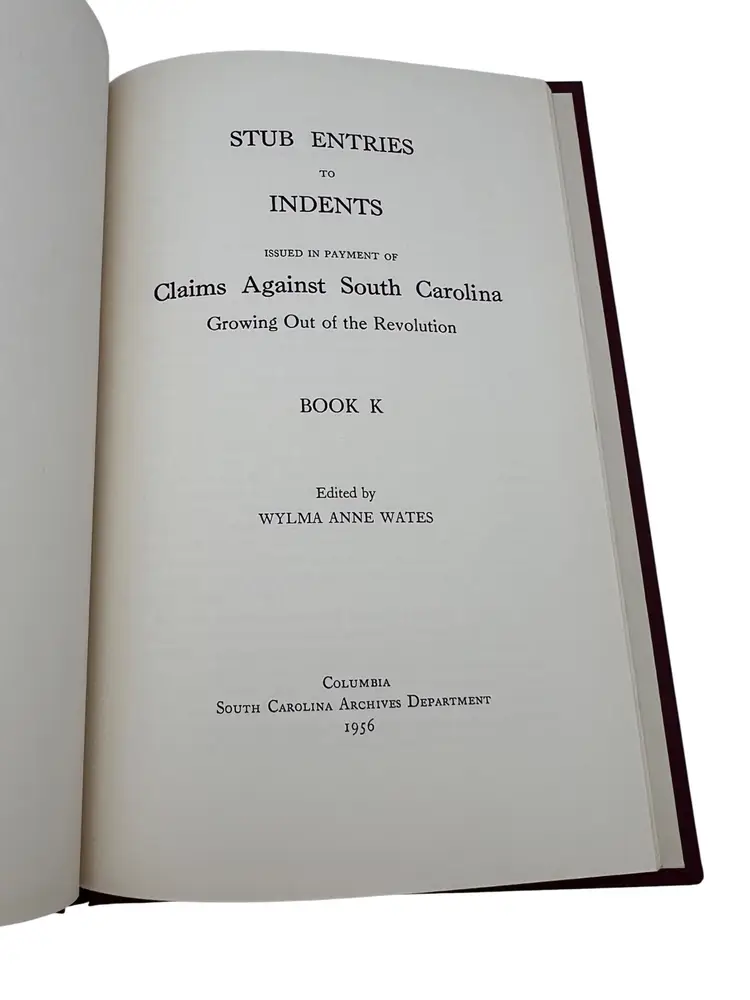 STUB ENTRIES
TO
INDENTS
ISSUED IN PAYMENT OF
Claims Against South Carolina
Growing Out of the Revolution
BOOK K
Edited by
WYLMA ANNE WATES
COLUMBIA
SOUTH CAROLINA ARCHIVES DEPARTMENT
1956